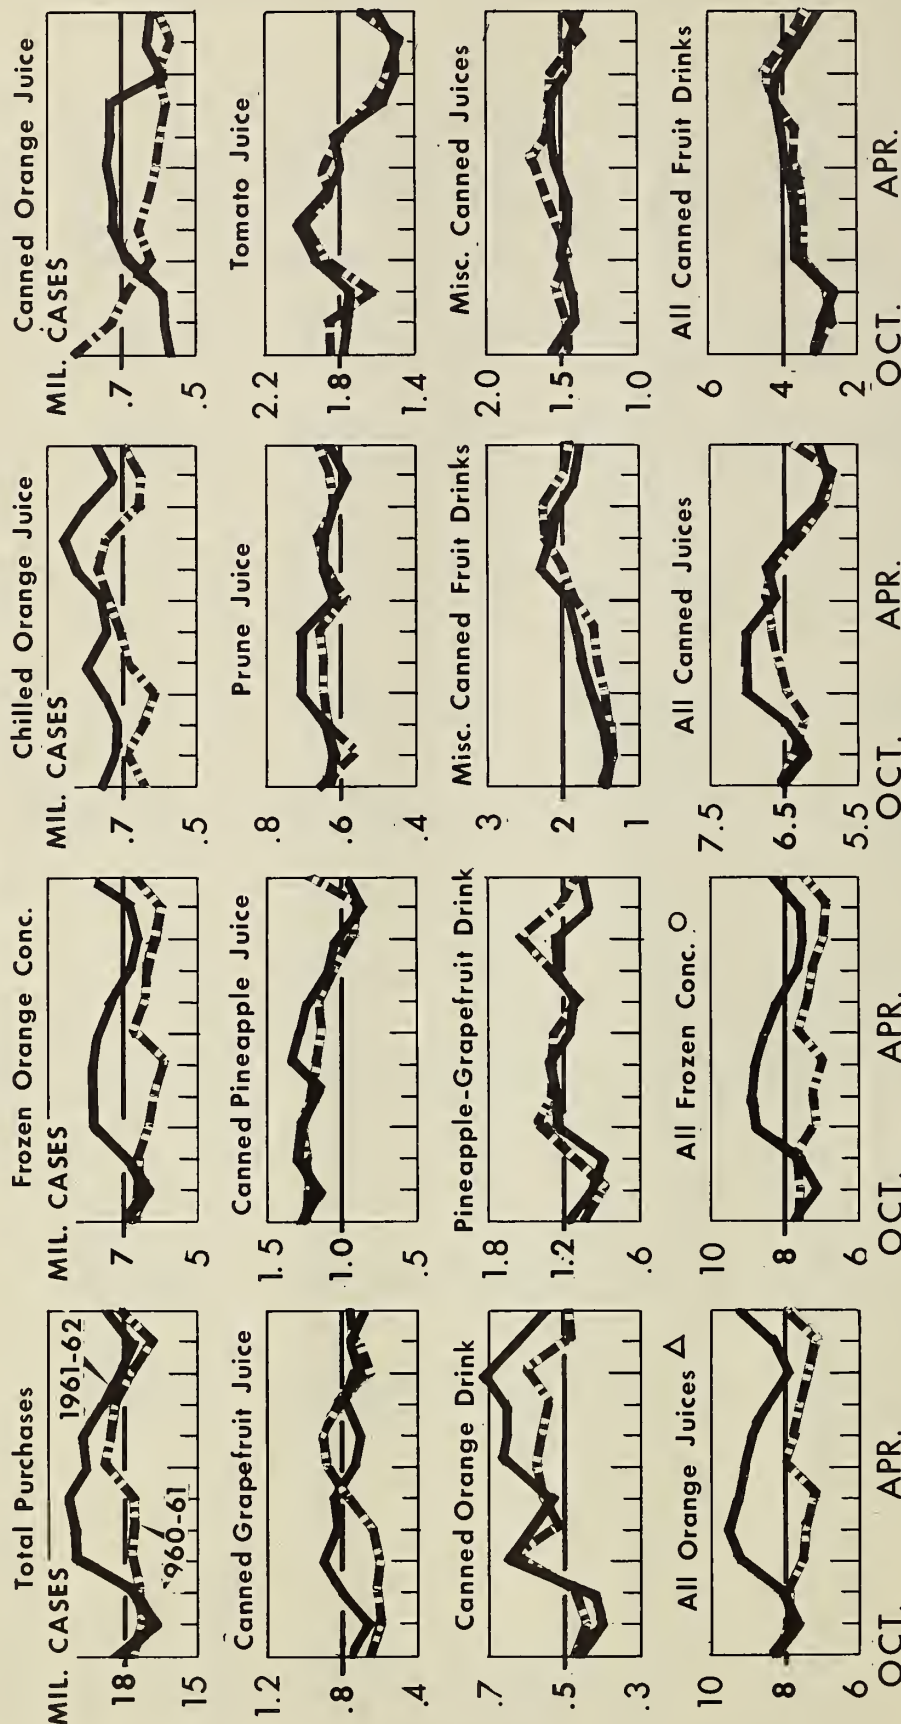 Total Purchases
MIL. CASES
1961-62
18
960-61
15
Frozen Orange Conc.
MIL. CASES
7
5
Chilled Orange Juice
MIL. CASES
.7
.5
Canned Orange Juice
MIL. CASES
.7
.5
Canned Grapefruit Juice
1.2
.8
.4
Canned Pineapple Juice
1.5
1.0
.5
Prune Juice
.8
.6
.4
Tomato Juice
2.2
1.8
1.4
Canned Orange Drink
.7
.5
.3
Pineapple-Grapefruit Drink
1.8
1.2
.6
Misc. Canned Fruit Drinks
3
2
1
Misc. Canned Juices
2.0
1.5
1.0
All Orange Juices △
10
8
6
OCT. APR.
All Frozen Conc. O
10
8
6
OCT. APR.
All Canned Juices
7.5
6.5
5.5
OCT. APR.
All Canned Fruit Drinks
6
4
2
OCT. APR.